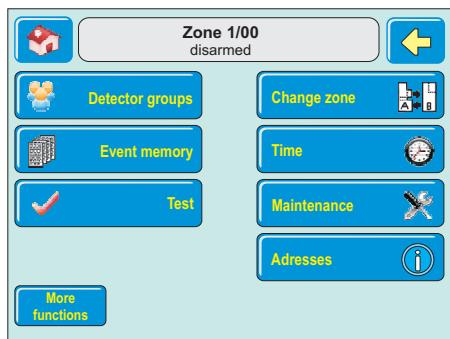 Zone 1/00
disarmed
Detector groups
Change zone
A B
Event memory
Time
Test
Maintenance
Adresses
i
More
functions